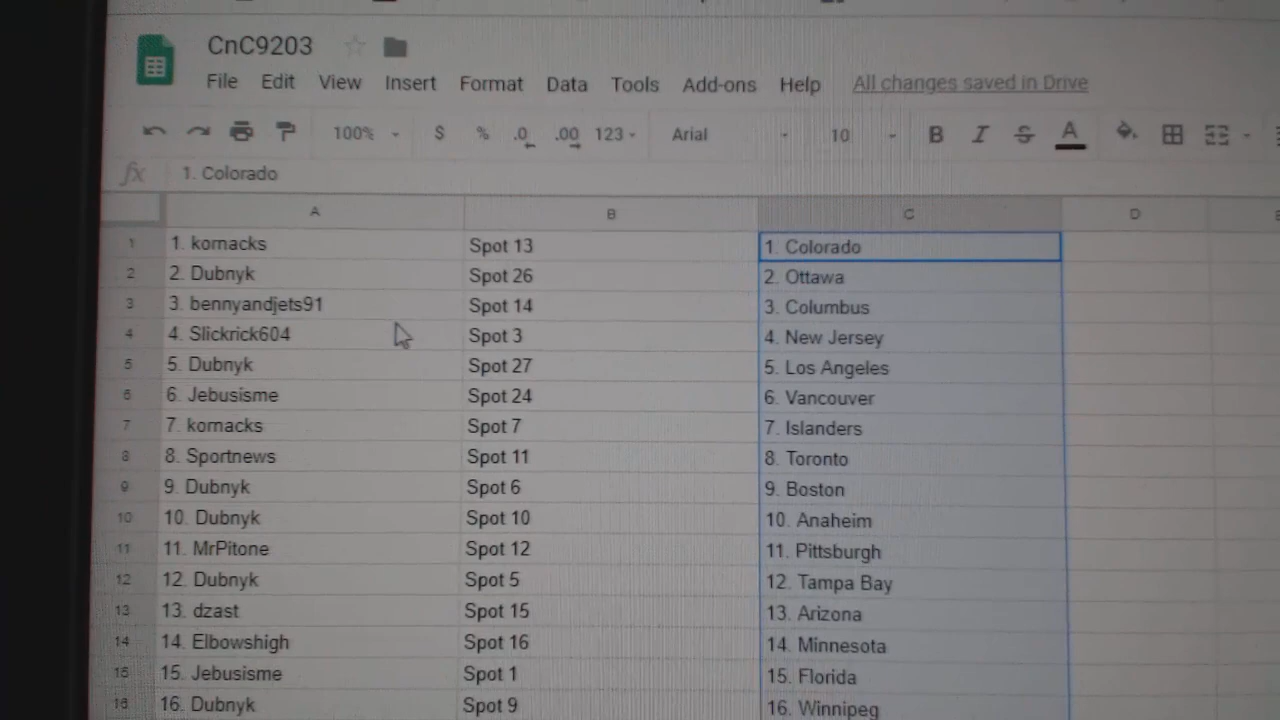 CnC9203
File Edit View Insert Format Data Tools Add-ons Help All changes saved in Drive
100% $ % .0 .00 123 Arial 10 B I S A
fx 1. Colorado
A B C D
1 1. kornacks Spot 13 1. Colorado
2 2. Dubnyk Spot 26 2. Ottawa
3 3. bennyandjets91 Spot 14 3. Columbus
4 4. Slickrick604 Spot 3 4. New Jersey
5 5. Dubnyk Spot 27 5. Los Angeles
6 6. Jebusisme Spot 24 6. Vancouver
7 7. kornacks Spot 7 7. Islanders
8 8. Sportnews Spot 11 8. Toronto
9 9. Dubnyk Spot 6 9. Boston
10 10. Dubnyk Spot 10 10. Anaheim
11 11. MrPitone Spot 12 11. Pittsburgh
12 12. Dubnyk Spot 5 12. Tampa Bay
13 13. dzast Spot 15 13. Arizona
14 14. Elbowshigh Spot 16 14. Minnesota
15 15. Jebusisme Spot 1 15. Florida
16 16. Dubnyk Spot 9 16. Winnipeg